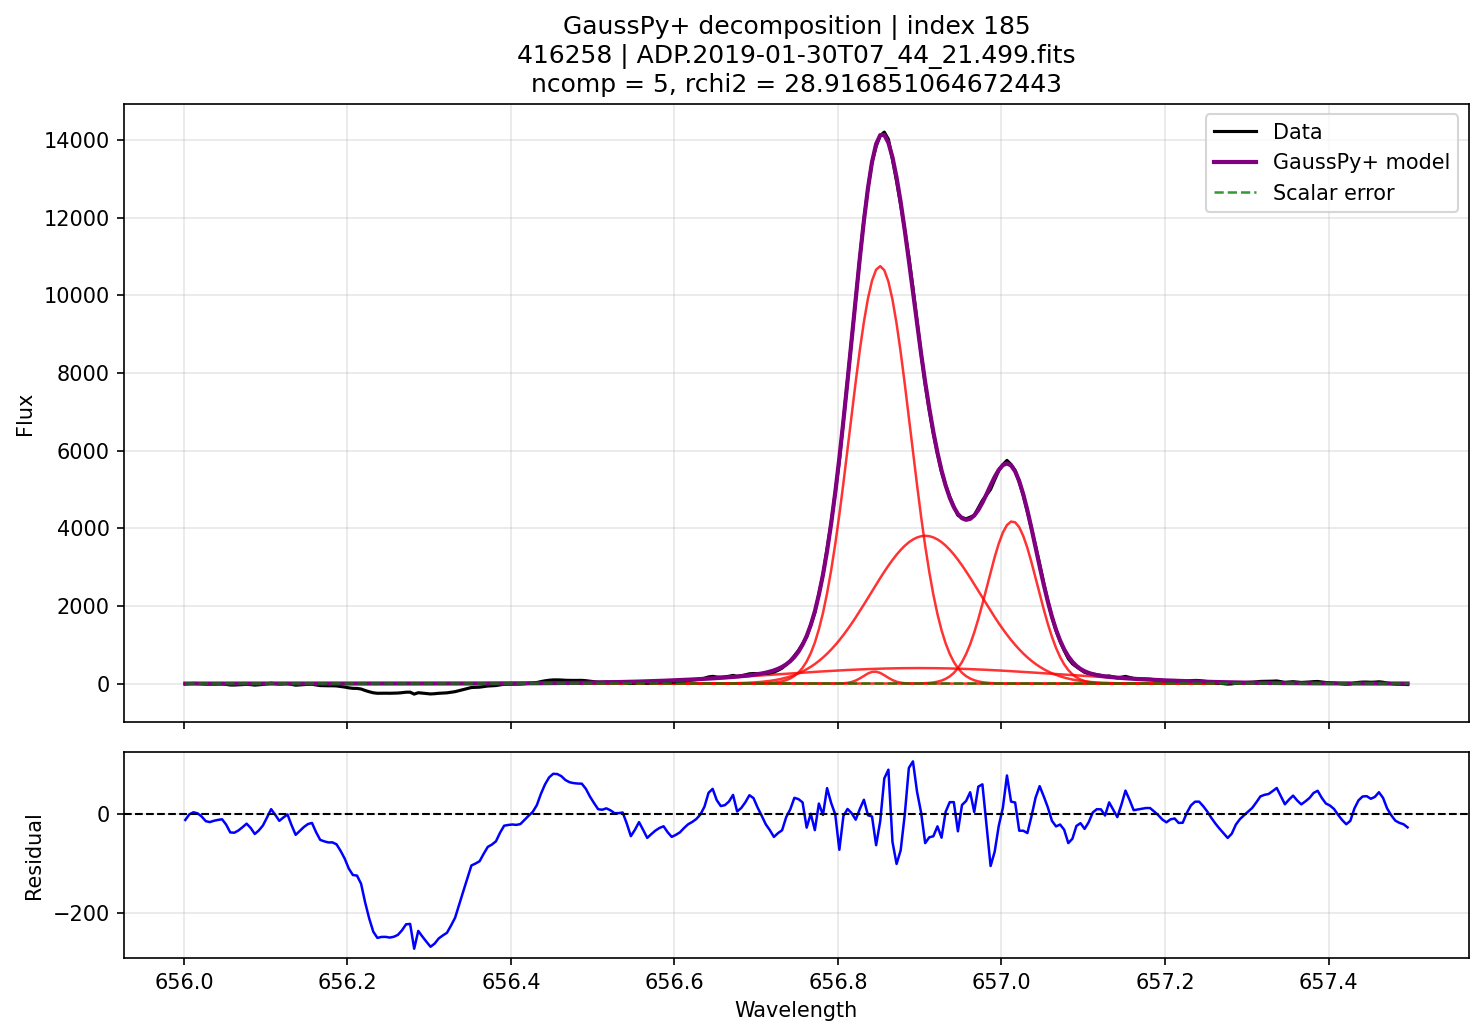 GaussPy+ decomposition | index 185
416258 | ADP.2019-01-30T07_44_21.499.fits
ncomp = 5, rchi2 = 28.916851064672443
Data
GaussPy+ model
Scalar error
Flux
14000
12000
10000
8000
6000
4000
2000
0
Residual
0
−200
656.0 656.2 656.4 656.6 656.8 657.0 657.2 657.4
Wavelength